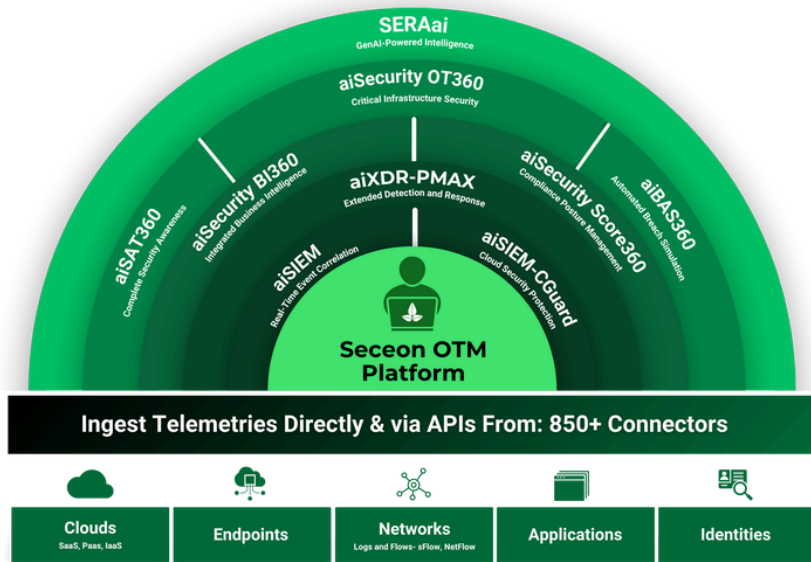 SERAai
GenAI-Powered Intelligence
aiSecurity OT360
Critical Infrastructure Security
aiSAT360
Complete Security Awareness
aiSecurity BI360
Integrated Business Intelligence
aiXDR-PMAX
Extended Detection and Response
aiSecurity Score360
Compliance Posture Management
aiBAS360
Automated Breach Simulation
aiSIEM
Real-Time Event Correlation
aiSIEM-CGuard
Cloud Security Protection
Seceon OTM
Platform
Ingest Telemetries Directly & via APIs From: 850+ Connectors
Clouds
SaaS, Paas, IaaS
Endpoints
Networks
Logs and Flows- sFlow, NetFlow
Applications
Identities